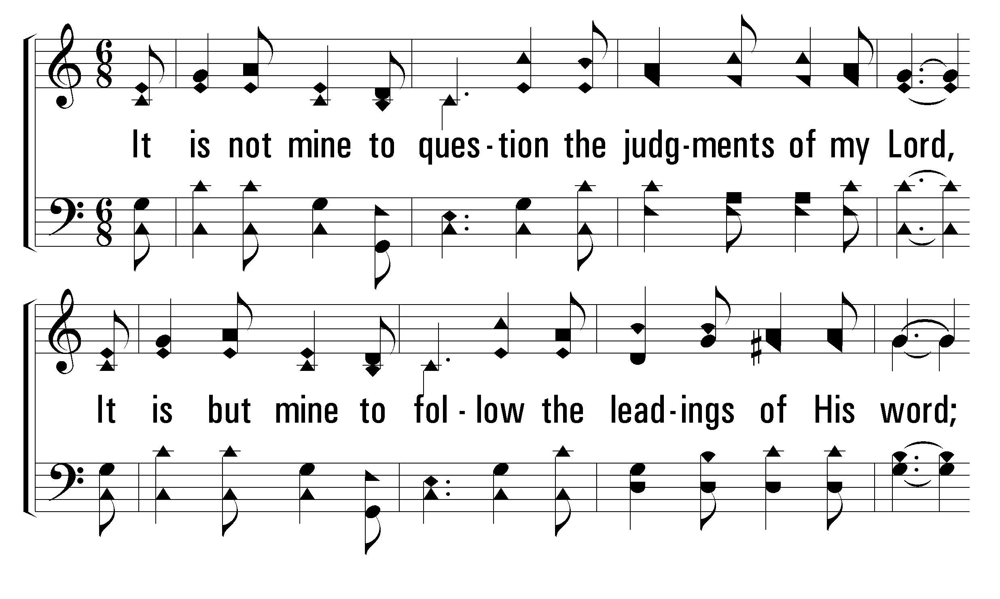 It is not mine to ques - tion the judg - ments of my Lord,
It is but mine to fol - low the lead - ings of His word;